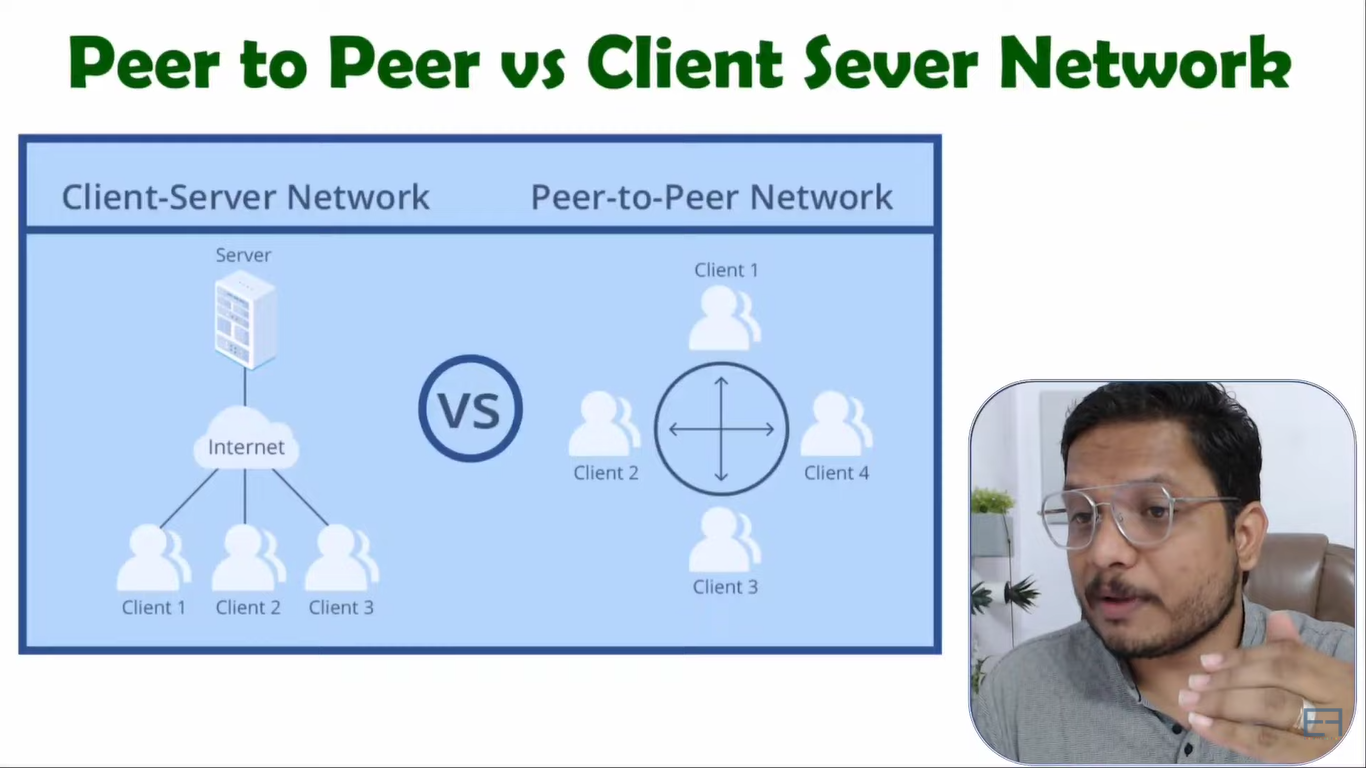 Peer to Peer vs Client Sever Network
Client-Server Network
Peer-to-Peer Network
Server
Internet
Client 1
Client 2
Client 3
VS
Client 1
Client 2
Client 4
Client 3
EF